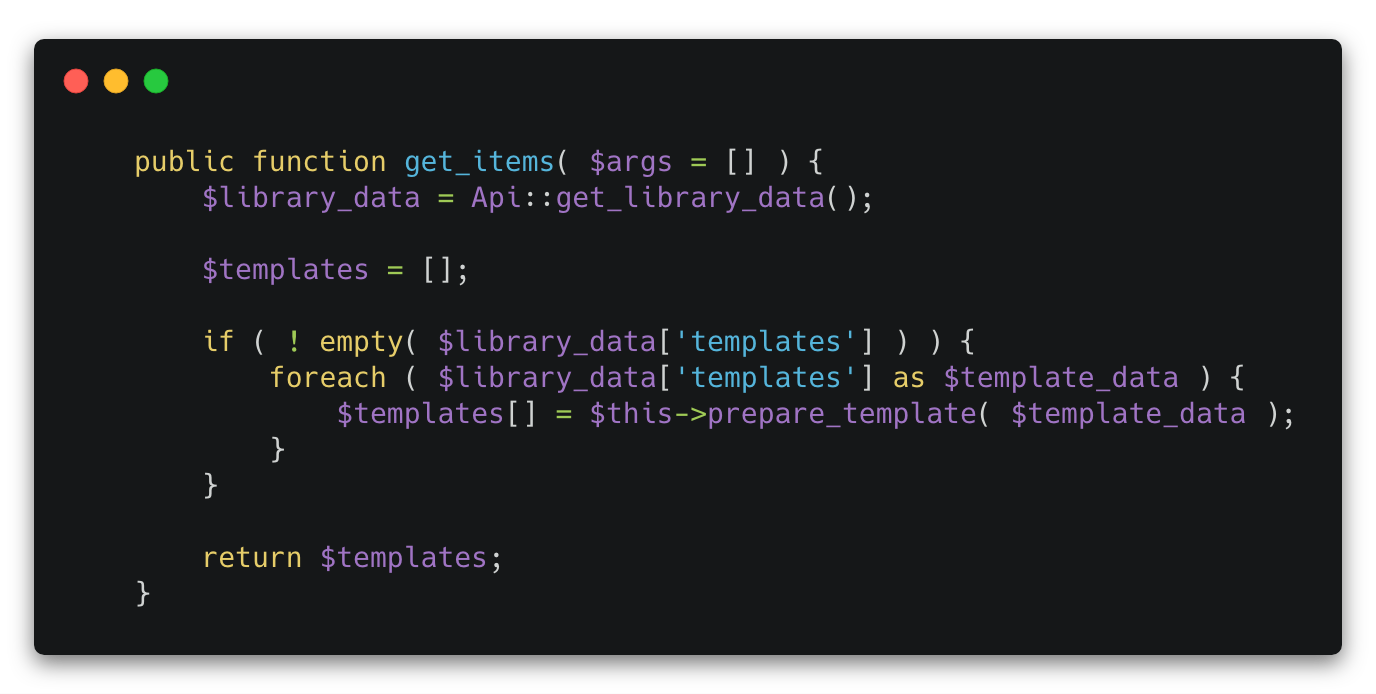 public function get_items( $args = [] ) {
    $library_data = Api::get_library_data();

    $templates = [];

    if ( ! empty( $library_data['templates'] ) ) {
        foreach ( $library_data['templates'] as $template_data ) {
            $templates[] = $this->prepare_template( $template_data );
        }
    }

    return $templates;
}